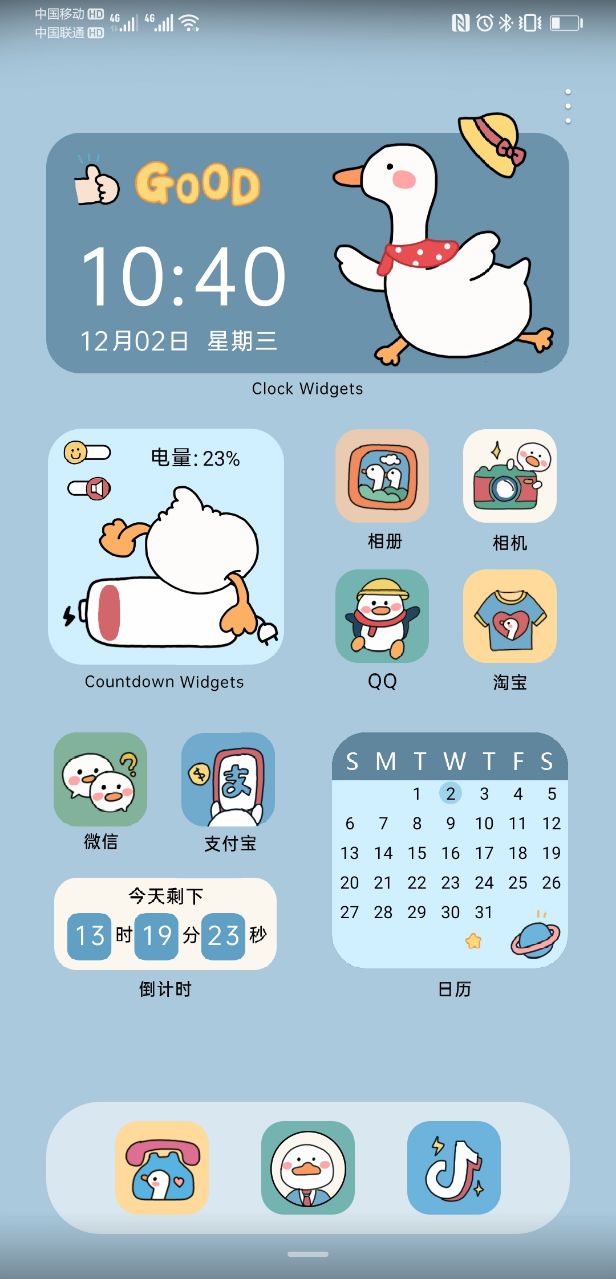 中国移动 HD 4G 4G
中国联通 HD
GOOD
10:40
12月02日 星期三
Clock Widgets
电量: 23%
Countdown Widgets
相册
相机
QQ
淘宝
?
微信
支
支付宝
今天剩下
13 时 19 分 23 秒
倒计时
S M T W T F S
1 2 3 4 5
6 7 8 9 10 11 12
13 14 15 16 17 18 19
20 21 22 23 24 25 26
27 28 29 30 31
日历